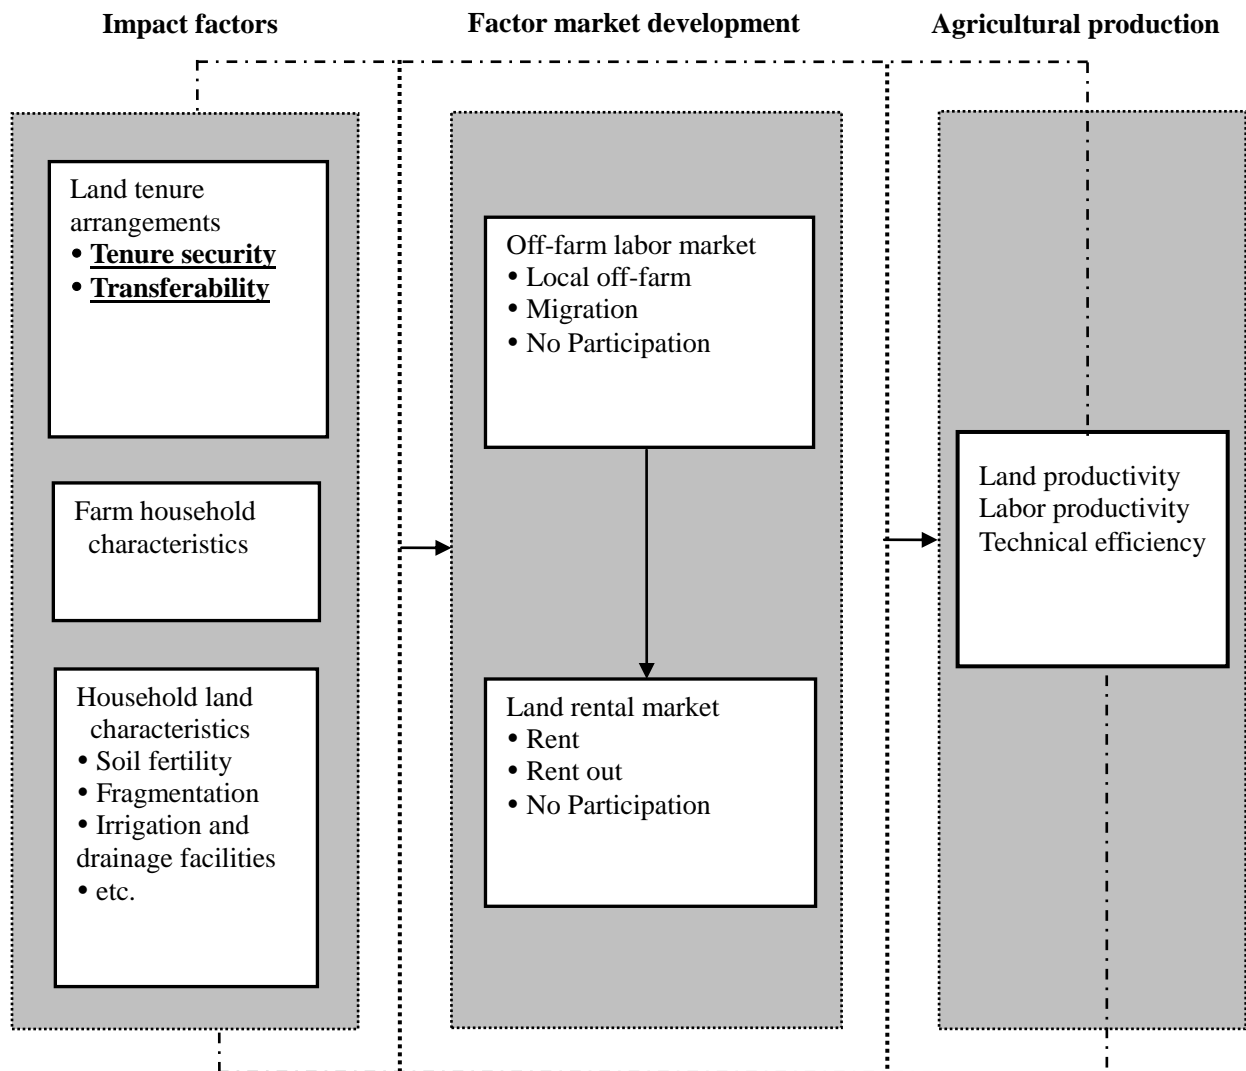 Impact factors
Factor market development
Agricultural production
Land tenure
arrangements
• Tenure security
• Transferability
Farm household
characteristics
Household land
characteristics
• Soil fertility
• Fragmentation
• Irrigation and
drainage facilities
• etc.
Off-farm labor market
• Local off-farm
• Migration
• No Participation
Land rental market
• Rent
• Rent out
• No Participation
Land productivity
Labor productivity
Technical efficiency